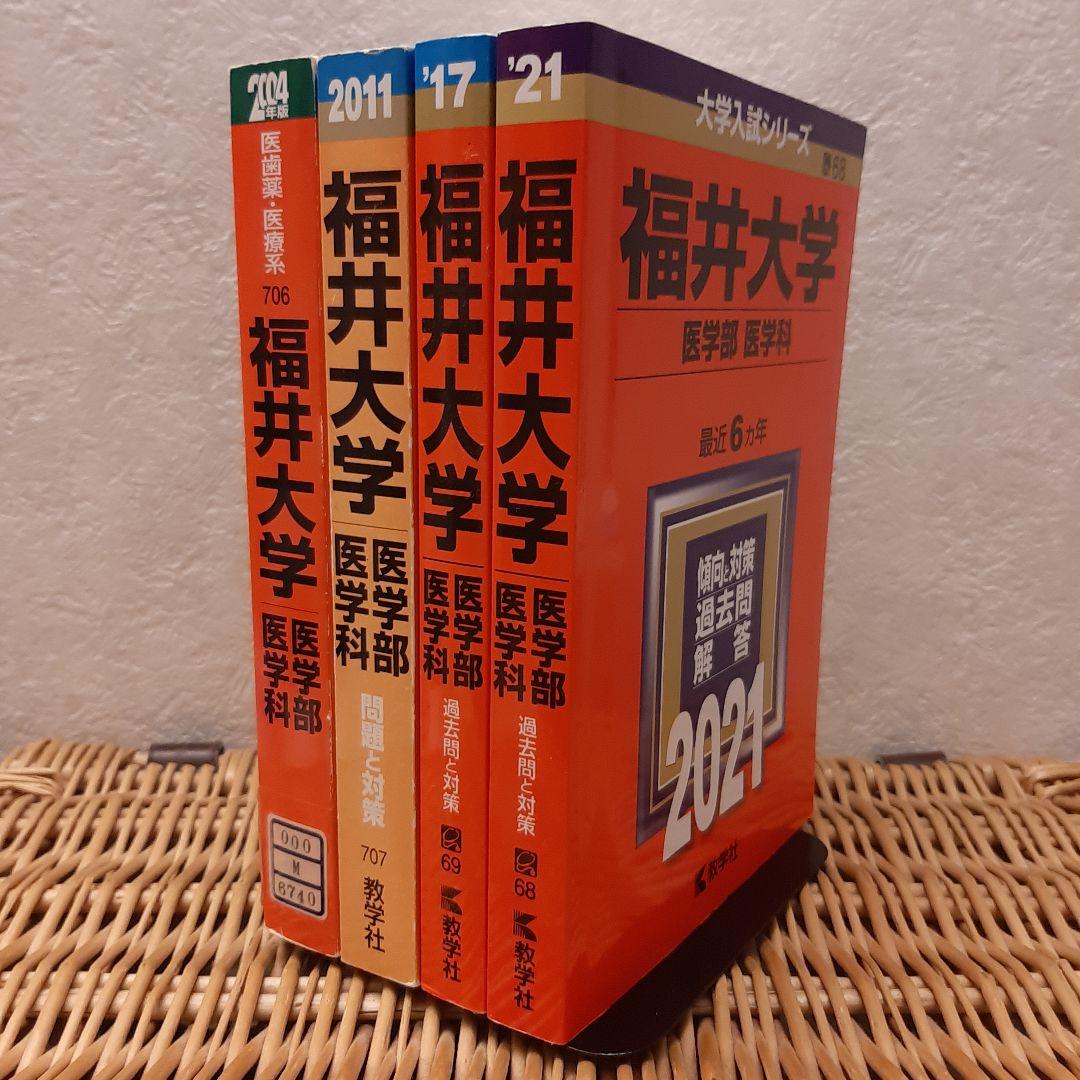 2004年版
医歯薬・医療系
706
福井大学
医学部
医学科
000
M
6740
2011
福井大学
医学部
医学科
問題と対策
707
教学社
'17
福井大学
医学部
医学科
過去問と対策
69
教学社
'21
福井大学
医学部
医学科
過去問と対策
68
教学社
大学入試シリーズ
68
福井大学
医学部 医学科
最近6ヵ年
傾向と対策
過去問
解答
2021
教学社